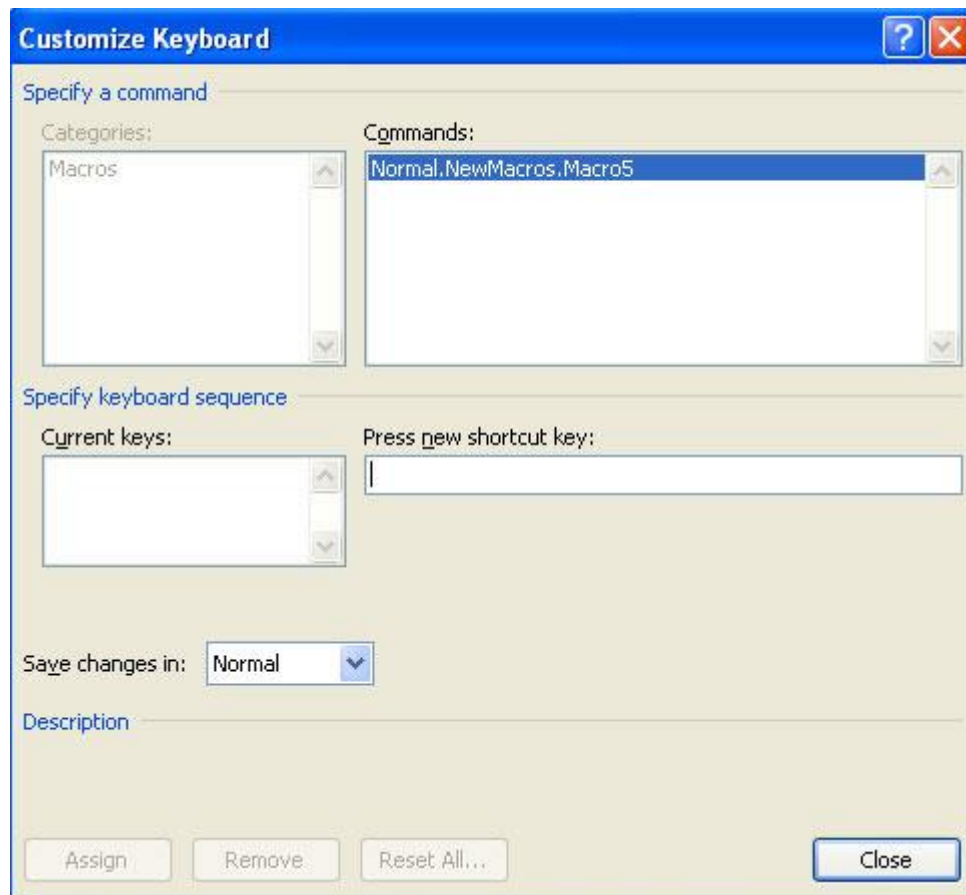 Customize Keyboard
Specify a command
Categories:
Commands:
Macros
Normal.NewMacros.Macro5
Specify keyboard sequence
Current keys:
Press new shortcut key:
Save changes in:
Normal
Description
Assign
Remove
Reset All...
Close